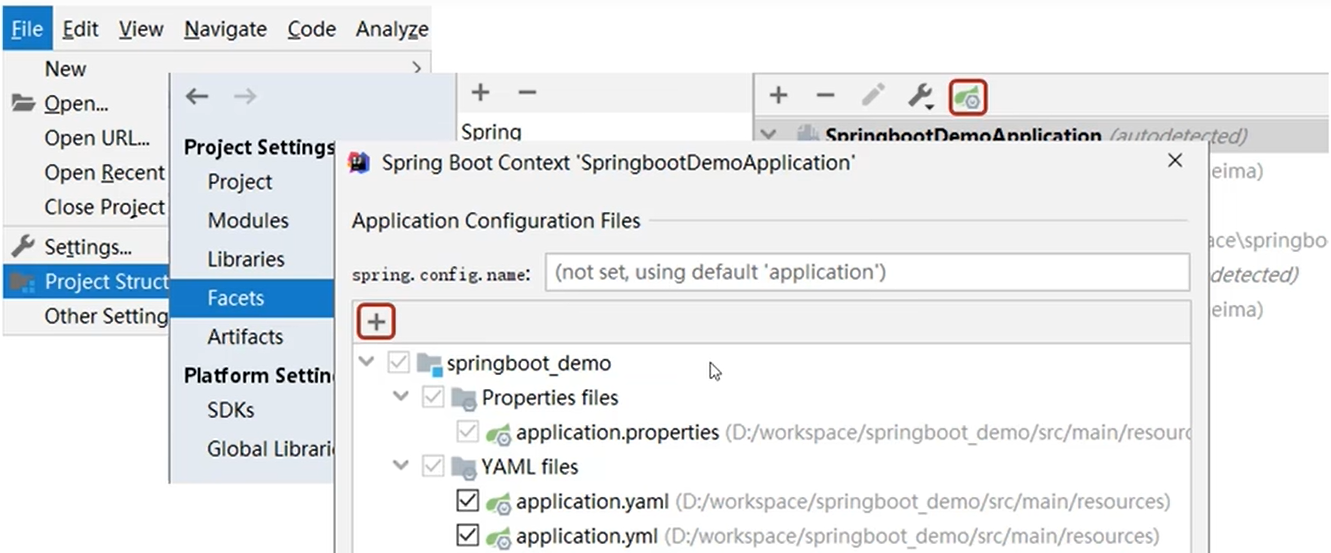 File Edit View Navigate Code Analyze
New
Open...
Open URL...
Open Recent
Close Project
Settings...
Project Struct
Other Setting
Project Settings
Project
Modules
Libraries
Facets
Artifacts
Platform Settin
SDKs
Global Librari
Spring
SpringbootDemoApplication (autodetected)
eima)
ace\springbo
detected)
eima)
Spring Boot Context 'SpringbootDemoApplication'
Application Configuration Files
spring.config.name: (not set, using default 'application')
springboot_demo
Properties files
application.properties (D:/workspace/springboot_demo/src/main/resourc
YAML files
application.yaml (D:/workspace/springboot_demo/src/main/resources)
application.yml (D:/workspace/springboot_demo/src/main/resources)